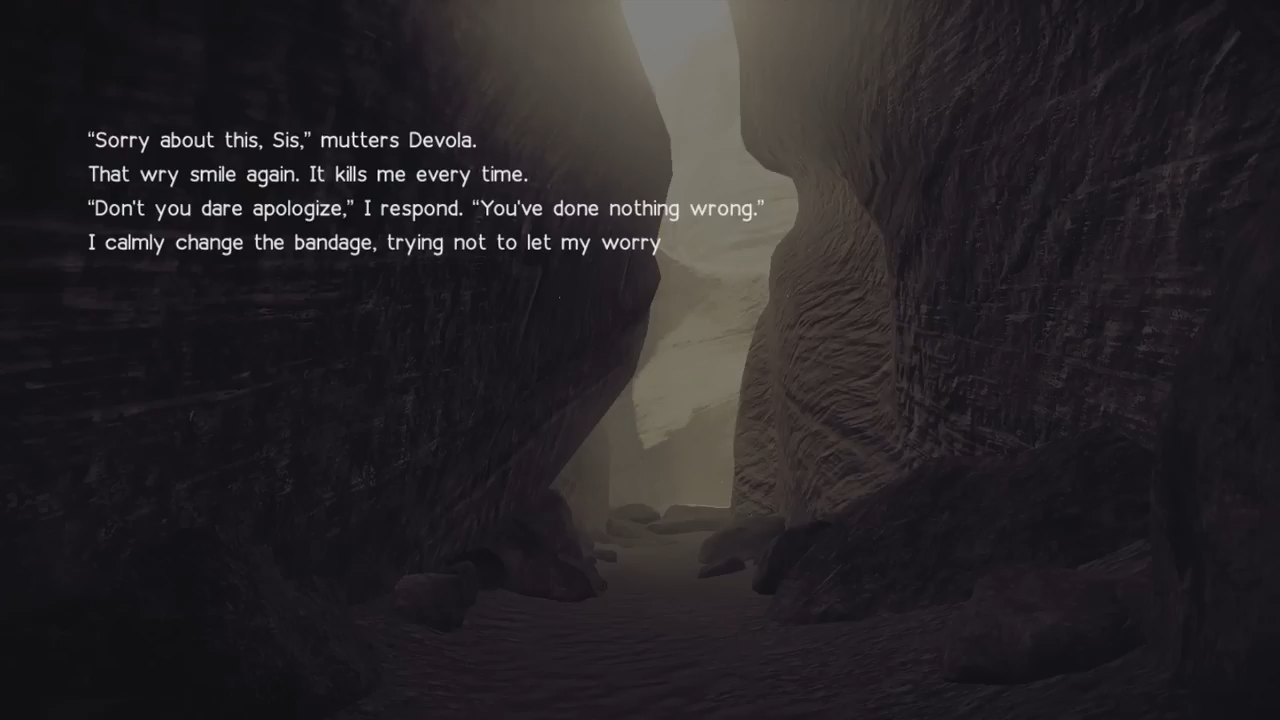 “Sorry about this, Sis,” mutters Devola.
That wry smile again. It kills me every time.
“Don't you dare apologize,” I respond. “You've done nothing wrong.”
I calmly change the bandage, trying not to let my worry